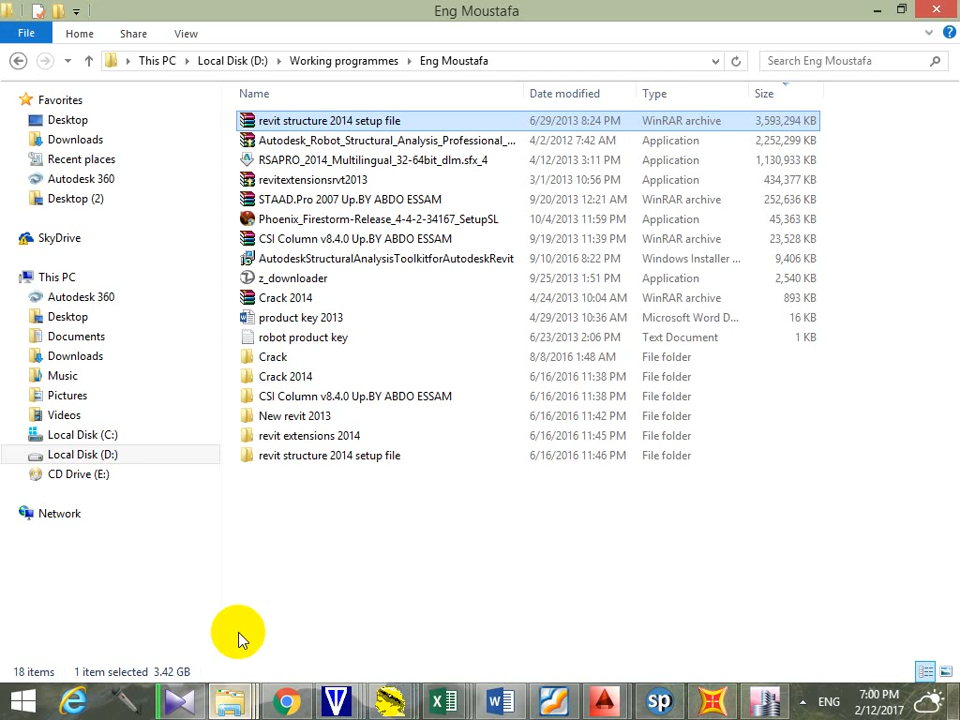 Eng Moustafa
File Home Share View
This PC Local Disk (D:) Working programmes Eng Moustafa Search Eng Moustafa
Name Date modified Type Size
revit structure 2014 setup file 6/29/2013 8:24 PM WinRAR archive 3,593,294 KB
Autodesk_Robot_Structural_Analysis_Professional_... 4/2/2012 7:42 AM Application 2,252,299 KB
RSAPRO_2014_Multilingual_32-64bit_dlm.sfx_4 4/12/2013 3:11 PM Application 1,130,933 KB
revitextensionsrvt2013 3/1/2013 10:56 PM Application 434,377 KB
STAAD.Pro 2007 Up.BY ABDO ESSAM 9/20/2013 12:21 AM WinRAR archive 252,636 KB
Phoenix_Firestorm-Release_4-4-2-34167_SetupSL 10/4/2013 11:59 PM Application 45,363 KB
CSI Column v8.4.0 Up.BY ABDO ESSAM 9/19/2013 11:39 PM WinRAR archive 23,528 KB
AutodeskStructuralAnalysisToolkitforAutodeskRevit 9/10/2016 8:22 PM Windows Installer ... 9,406 KB
z_downloader 9/25/2013 1:51 PM Application 2,540 KB
Crack 2014 4/24/2013 10:04 AM WinRAR archive 893 KB
product key 2013 4/29/2013 10:36 AM Microsoft Word D... 16 KB
robot product key 6/23/2013 2:06 PM Text Document 1 KB
Crack 8/8/2016 1:48 AM File folder
Crack 2014 6/16/2016 11:38 PM File folder
CSI Column v8.4.0 Up.BY ABDO ESSAM 6/16/2016 11:38 PM File folder
New revit 2013 6/16/2016 11:42 PM File folder
revit extensions 2014 6/16/2016 11:45 PM File folder
revit structure 2014 setup file 6/16/2016 11:46 PM File folder
Favorites
Desktop
Downloads
Recent places
Autodesk 360
Desktop (2)
SkyDrive
This PC
Autodesk 360
Desktop
Documents
Downloads
Music
Pictures
Videos
Local Disk (C:)
Local Disk (D:)
CD Drive (E:)
Network
18 items 1 item selected 3.42 GB
ENG 7:00 PM
2/12/2017